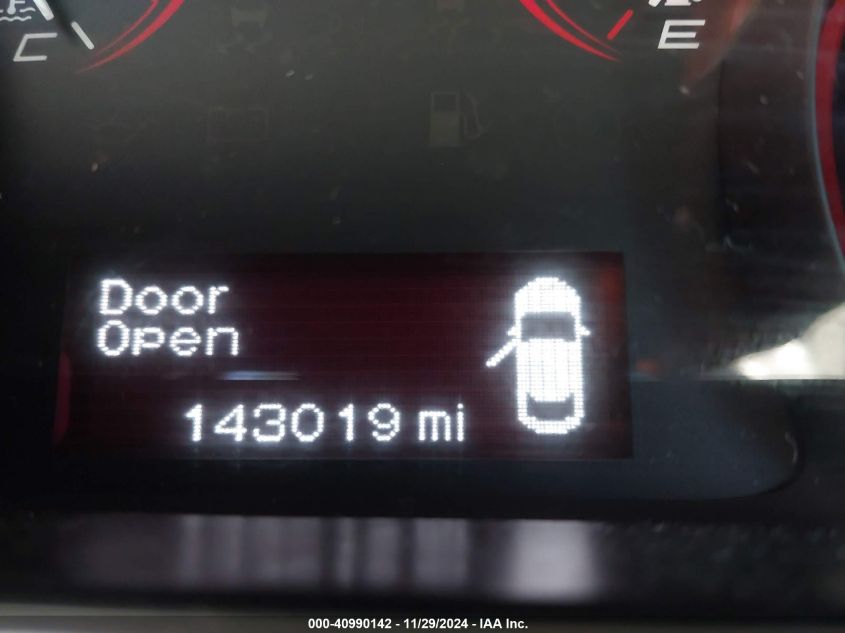 C
E
Door
Open
143019 mi
000-40990142 - 11/29/2024 - IAA Inc.